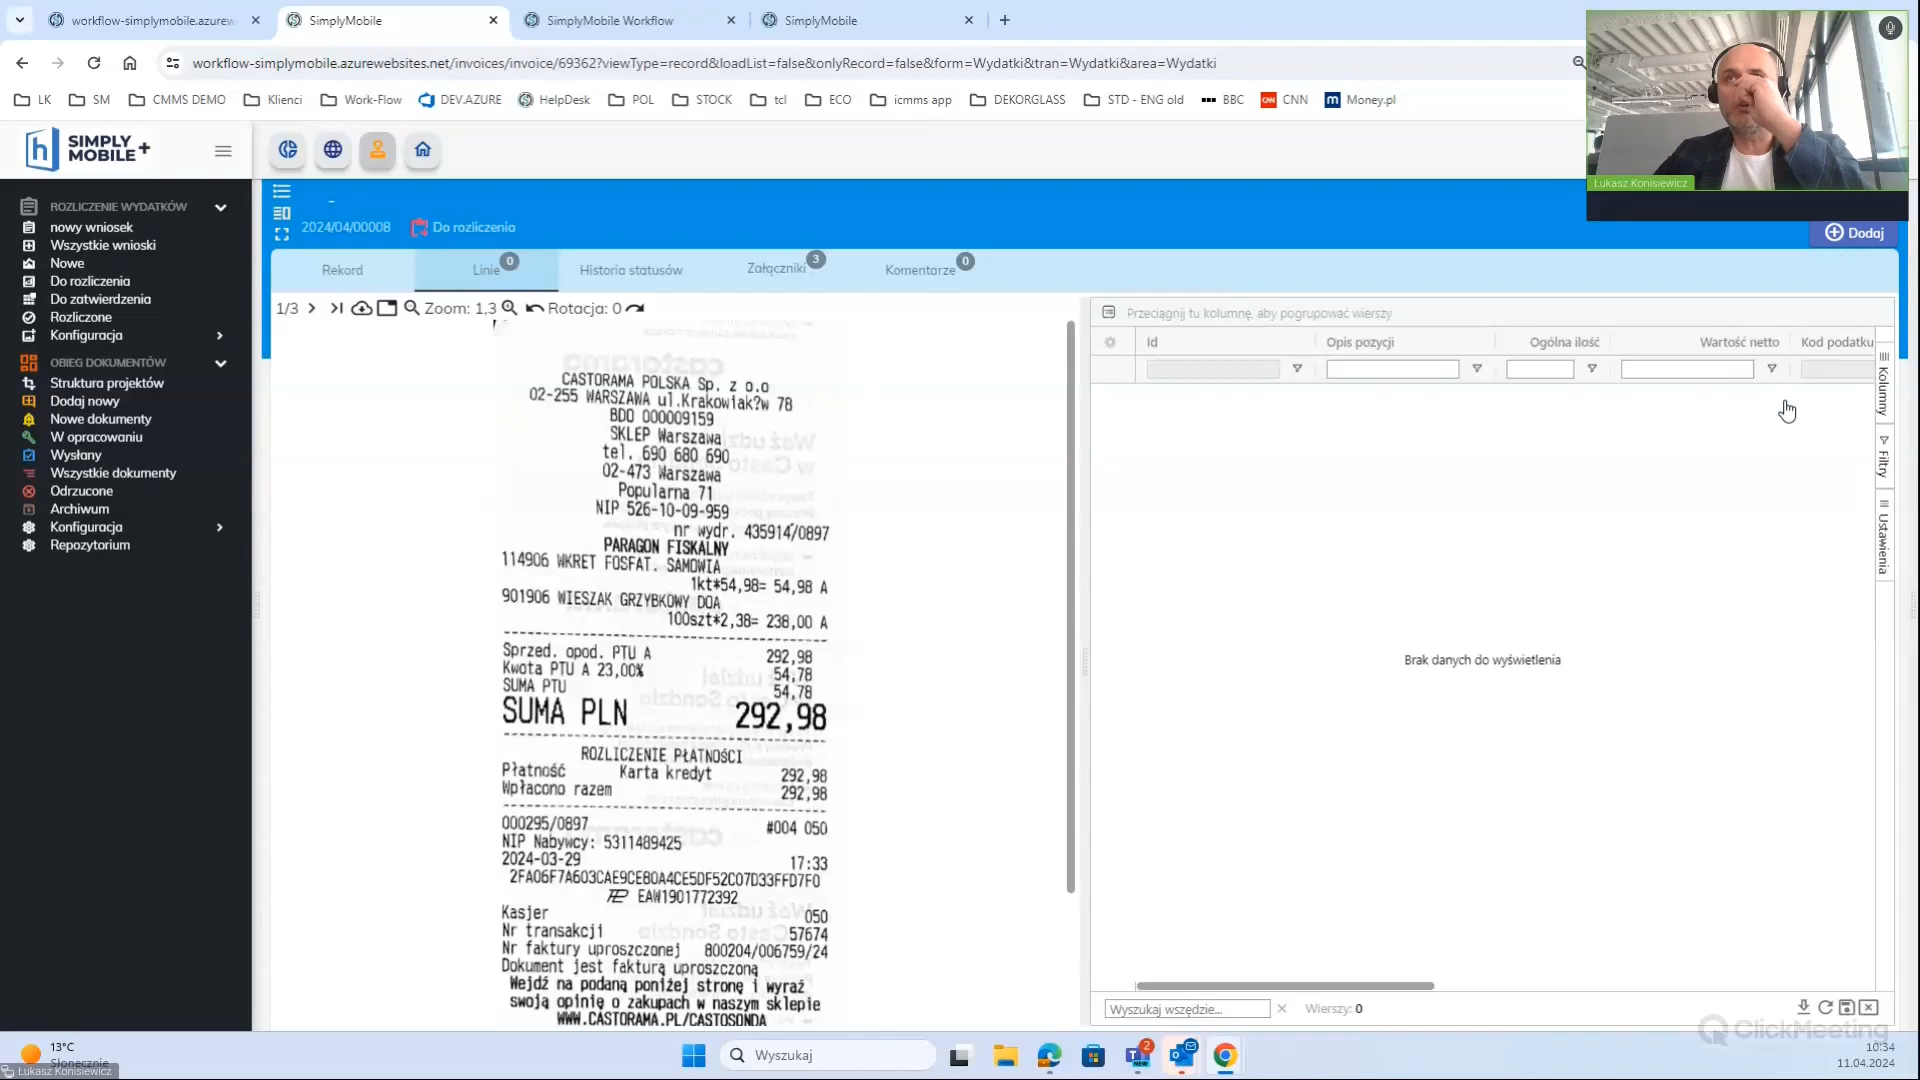 workflow-simplymobile.azurew
SimplyMobile
SimplyMobile Workflow
SimplyMobile
workflow-simplymobile.azurewebsites.net/invoices/invoice/69362?viewType=record&loadList=false&onlyRecord=false&form=Wydatki&tran=Wydatki&area=Wydatki
LK
SM
CMMS DEMO
Klienci
Work-Flow
DEV.AZURE
HelpDesk
POL
STOCK
tcl
ECO
icmms app
DEKORGLASS
STD - ENG old
BBC
CNN
Money.pl
Łukasz Konisiewicz
SIMPLY
MOBILE +
ROZLICZENIE WYDATKÓW
nowy wniosek
Wszystkie wnioski
Nowe
Do rozliczenia
Do zatwierdzenia
Rozliczone
Konfiguracja
OBIEG DOKUMENTÓW
Struktura projektów
Dodaj nowy
Nowe dokumenty
W opracowaniu
Wysłany
Wszystkie dokumenty
Odrzucone
Archiwum
Konfiguracja
Repozytorium
-
2024/04/00008
Do rozliczenia
Dodaj
Rekord
Linie 0
Historia statusów
Załączniki 3
Komentarze 0
1/3
Zoom: 1,3
Rotacja: 0
CASTORAMA POLSKA Sp. z o.o
02-255 WARSZAWA ul.Krakowiak?w 78
BDO 000009159
SKLEP Warszawa
tel. 690 680 690
02-473 Warszawa
Popularna 71
NIP 526-10-09-959
nr wydr. 435914/0897
PARAGON FISKALNY
114906 WKRET FOSFAT. SAMOWIA
1kt*54,98= 54,98 A
901906 WIESZAK GRZYBKOWY DOA
100szt*2,38= 238,00 A
Sprzed. opod. PTU A 292,98
Kwota PTU A 23,00% 54,78
SUMA PTU 54,78
SUMA PLN 292,98
ROZLICZENIE PŁATNOŚCI
Płatność Karta kredyt 292,98
Wpłacono razem 292,98
000295/0897 #004 050
NIP Nabywcy: 5311489425
2024-03-29 17:33
2FA06F7A603CAE9CE80A4CE5DF52C07D33FFD7F0
EAW1901772392
Kasjer 050
Nr transakcji 57674
Nr faktury uproszczonej 800204/006759/24
Dokument jest fakturą uproszczoną
Wejdź na podaną poniżej stronę i wyraź
swoją opinię o zakupach w naszym sklepie
WWW.CASTORAMA.PL/CASTOSONDA
Przeciągnij tu kolumnę, aby pogrupować wierszy
Id
Opis pozycji
Ogólna ilość
Wartość netto
Kod podatku
Kolumny
Filtry
Ustawienia
Brak danych do wyświetlenia
Wyszukaj wszędzie...
Wierszy: 0
ClickMeeting
13°C
Słonecznie
Łukasz Konisiewicz
Wyszukaj
2
NEW
10:34
11.04.2024